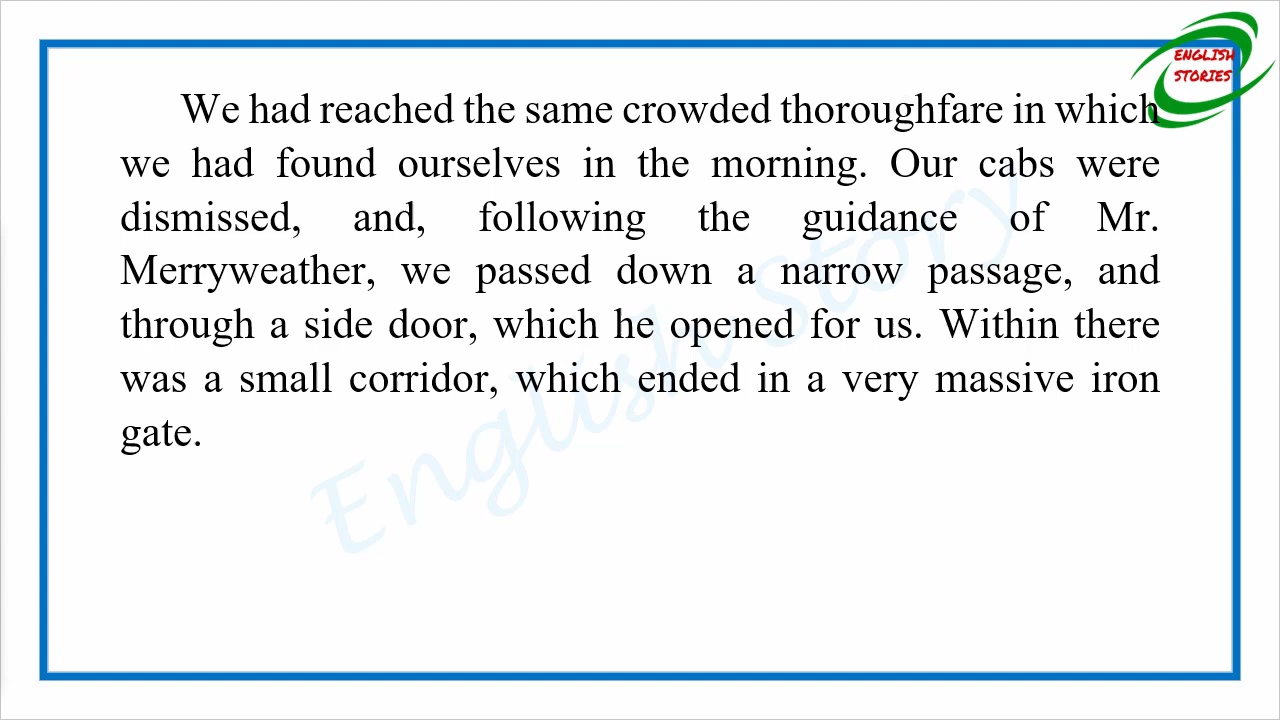 ENGLISH
STORIES
We had reached the same crowded thoroughfare in which
we had found ourselves in the morning. Our cabs were
dismissed, and, following the guidance of Mr.
Merryweather, we passed down a narrow passage, and
through a side door, which he opened for us. Within there
was a small corridor, which ended in a very massive iron
gate.
English Story